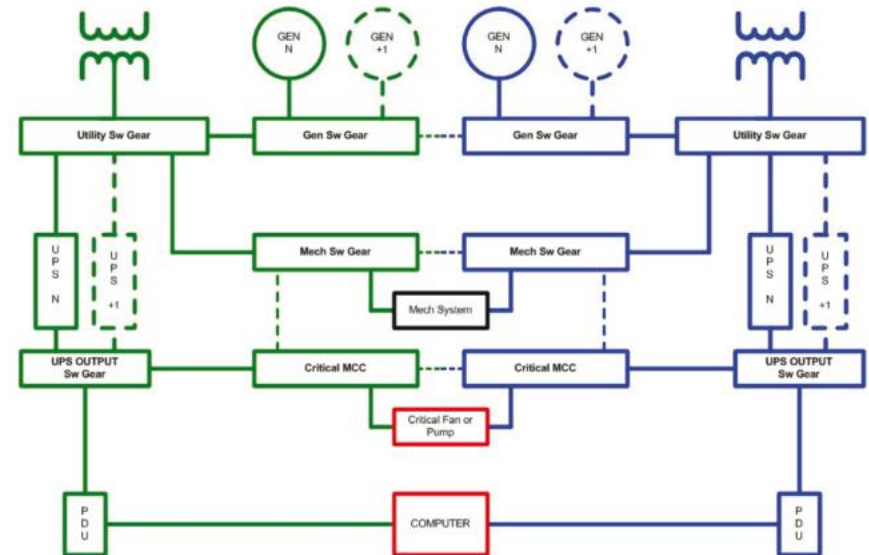 GEN
N
GEN
+1
GEN
N
GEN
+1
Utility Sw Gear
Gen Sw Gear
Gen Sw Gear
Utility Sw Gear
U
P
S
N
U
P
S
+1
Mech Sw Gear
Mech Sw Gear
U
P
S
N
U
P
S
+1
Mech System
UPS OUTPUT
Sw Gear
Critical MCC
Critical MCC
UPS OUTPUT
Sw Gear
Critical Fan or
Pump
P
D
U
COMPUTER
P
D
U